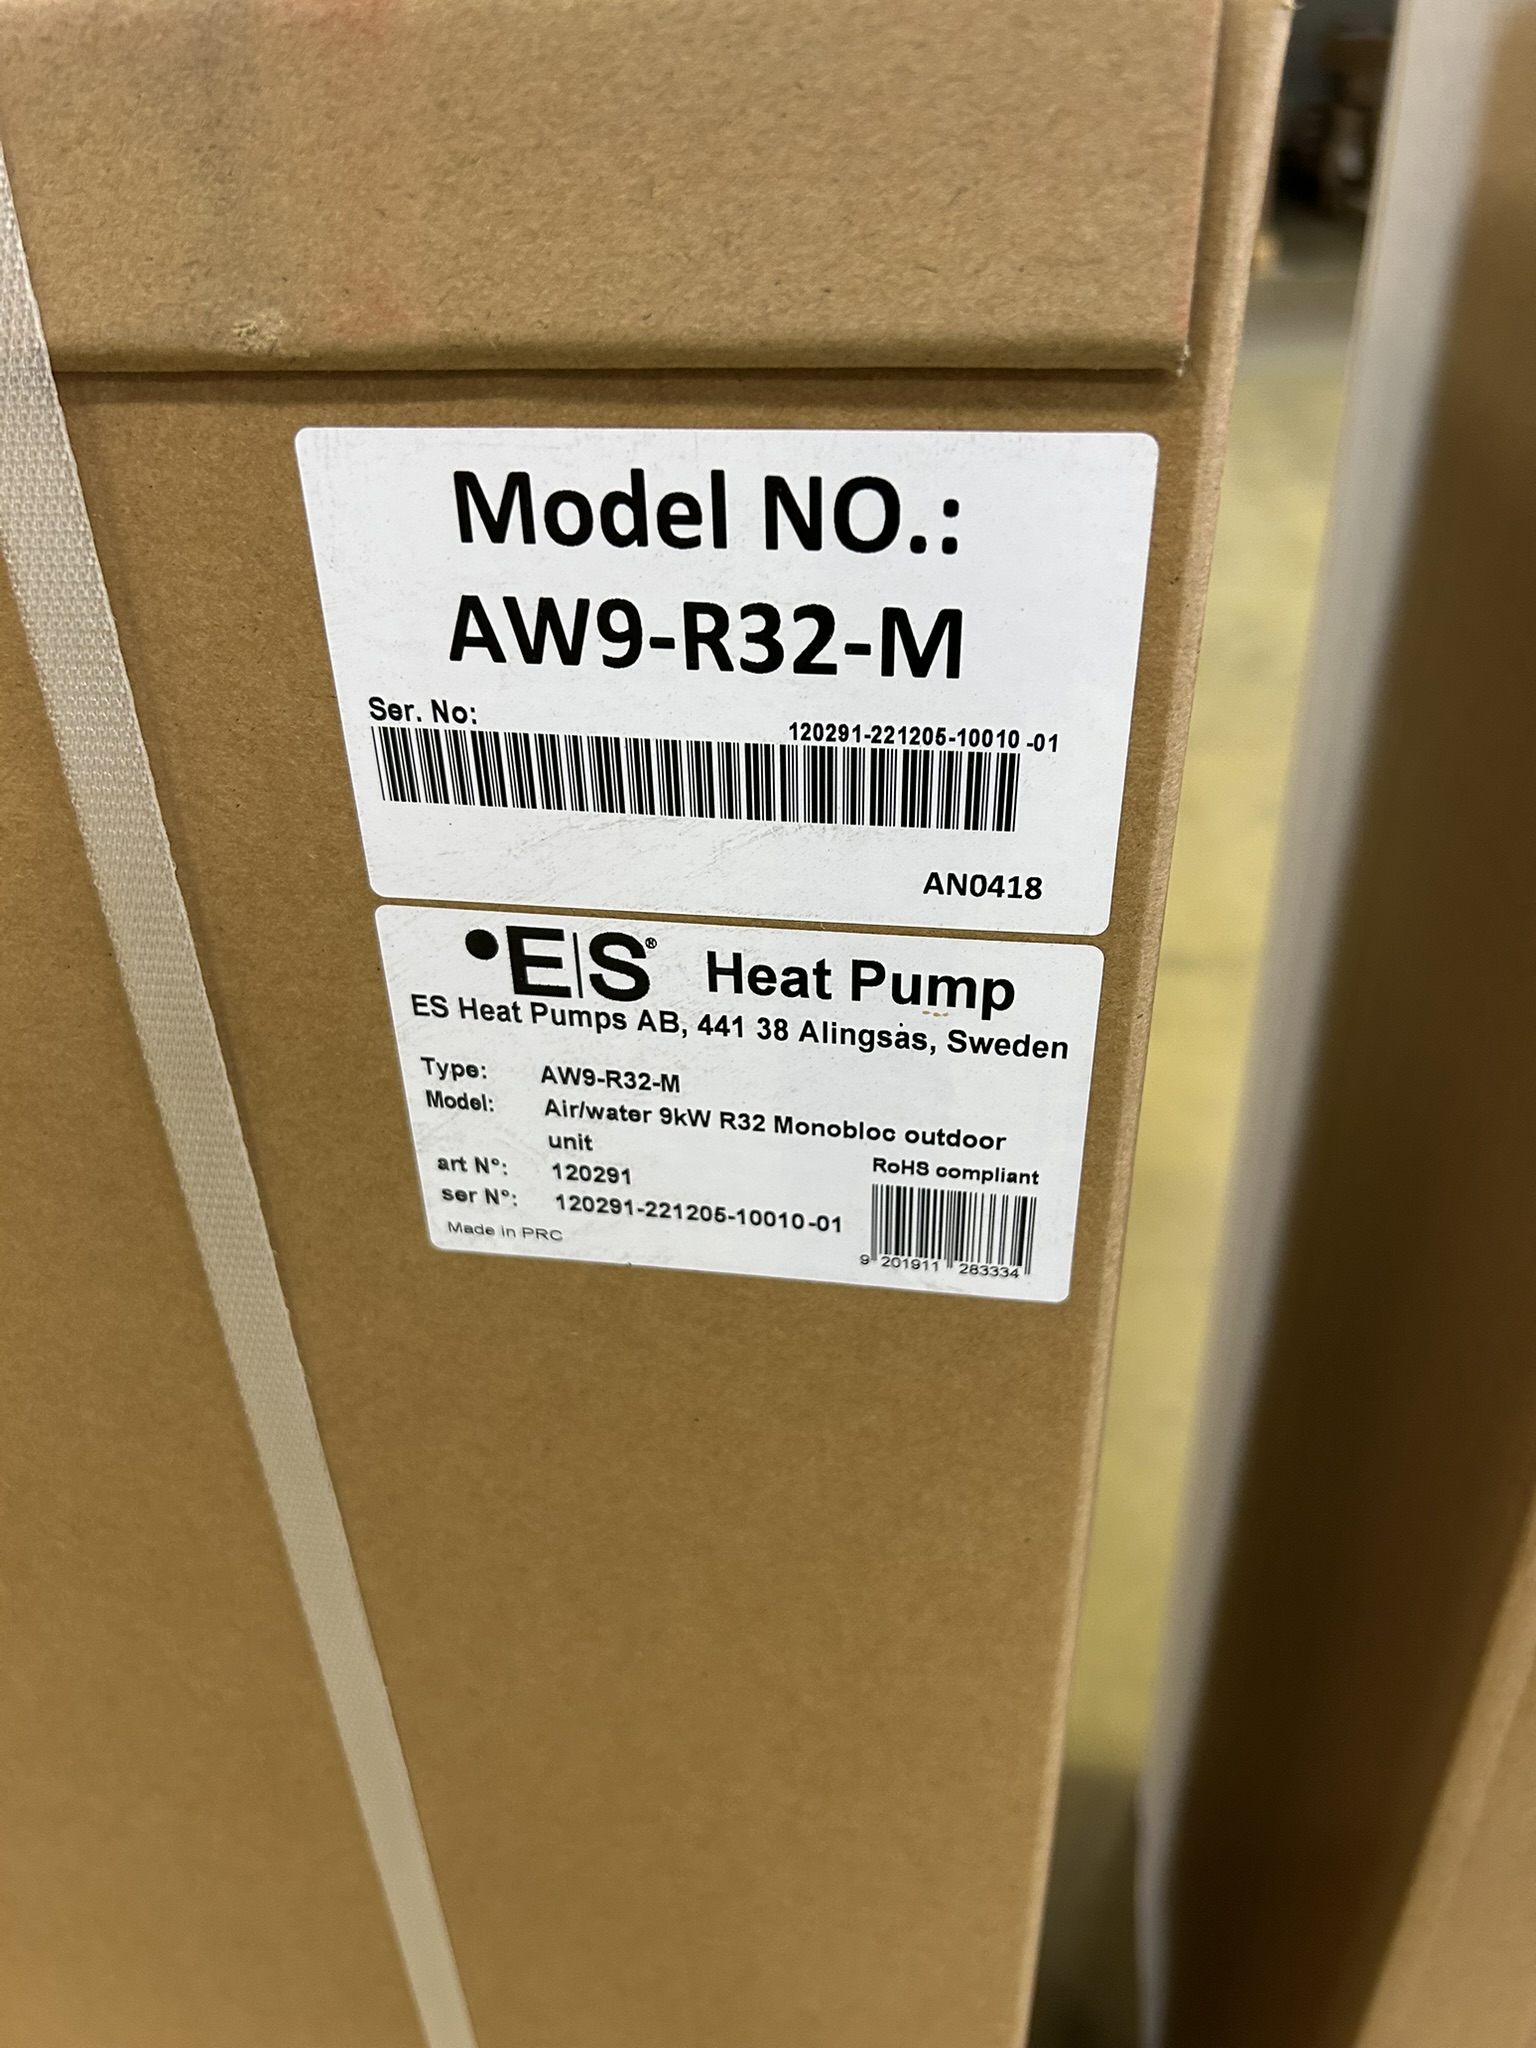 Model NO.:
AW9-R32-M
Ser. No:
120291-221205-10010 -01
AN0418
•E|S® Heat Pump
ES Heat Pumps AB, 441 38 Alingsås, Sweden
Type: AW9-R32-M
Model: Air/water 9kW R32 Monobloc outdoor
unit
RoHS compliant
art N°: 120291
ser N°: 120291-221205-10010 -01
Made in PRC
9 201911 283334